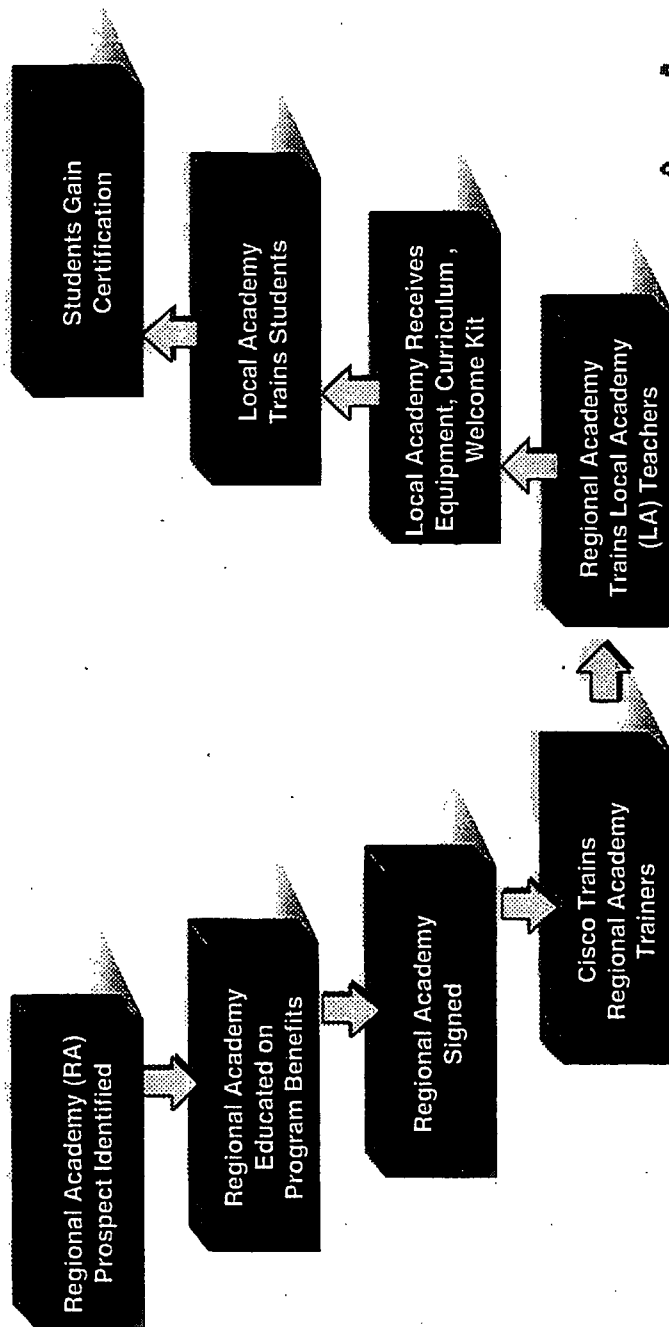 Regional Academy (RA)
Prospect Identified
Regional Academy
Educated on
Program Benefits
Regional Academy
Signed
Cisco Trains
Regional Academy
Trainers
Regional Academy
Trains Local Academy
(LA) Teachers
Local Academy Receives
Equipment, Curriculum ,
Welcome Kit
Local Academy
Trains Students
Students Gain
Certification